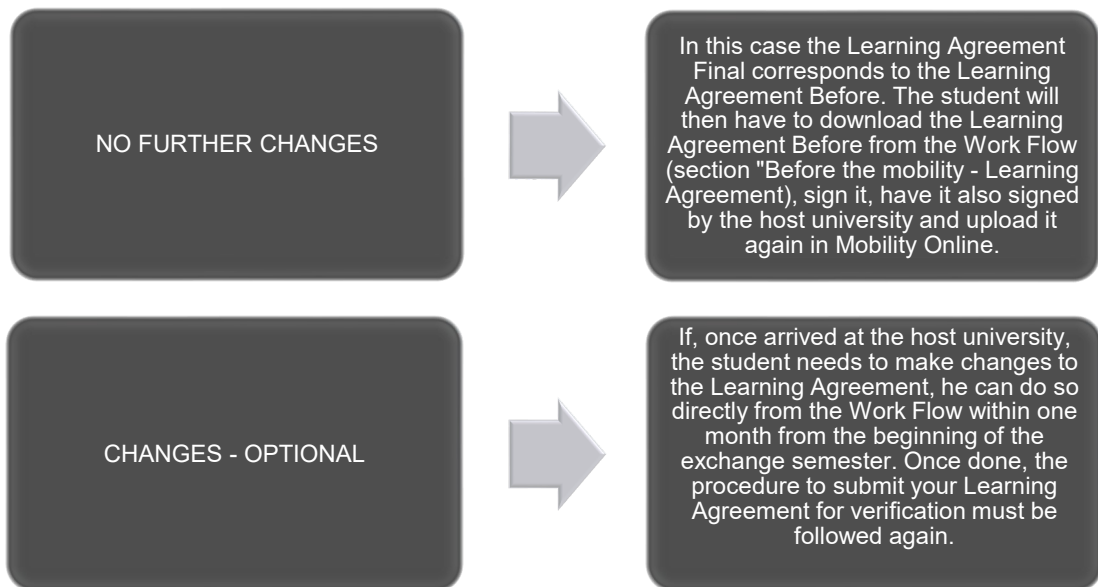 NO FURTHER CHANGES
In this case the Learning Agreement
Final corresponds to the Learning
Agreement Before. The student will
then have to download the Learning
Agreement Before from the Work Flow
(section "Before the mobility - Learning
Agreement), sign it, have it also signed
by the host university and upload it
again in Mobility Online.
CHANGES - OPTIONAL
If, once arrived at the host university,
the student needs to make changes to
the Learning Agreement, he can do so
directly from the Work Flow within one
month from the beginning of the
exchange semester. Once done, the
procedure to submit your Learning
Agreement for verification must be
followed again.